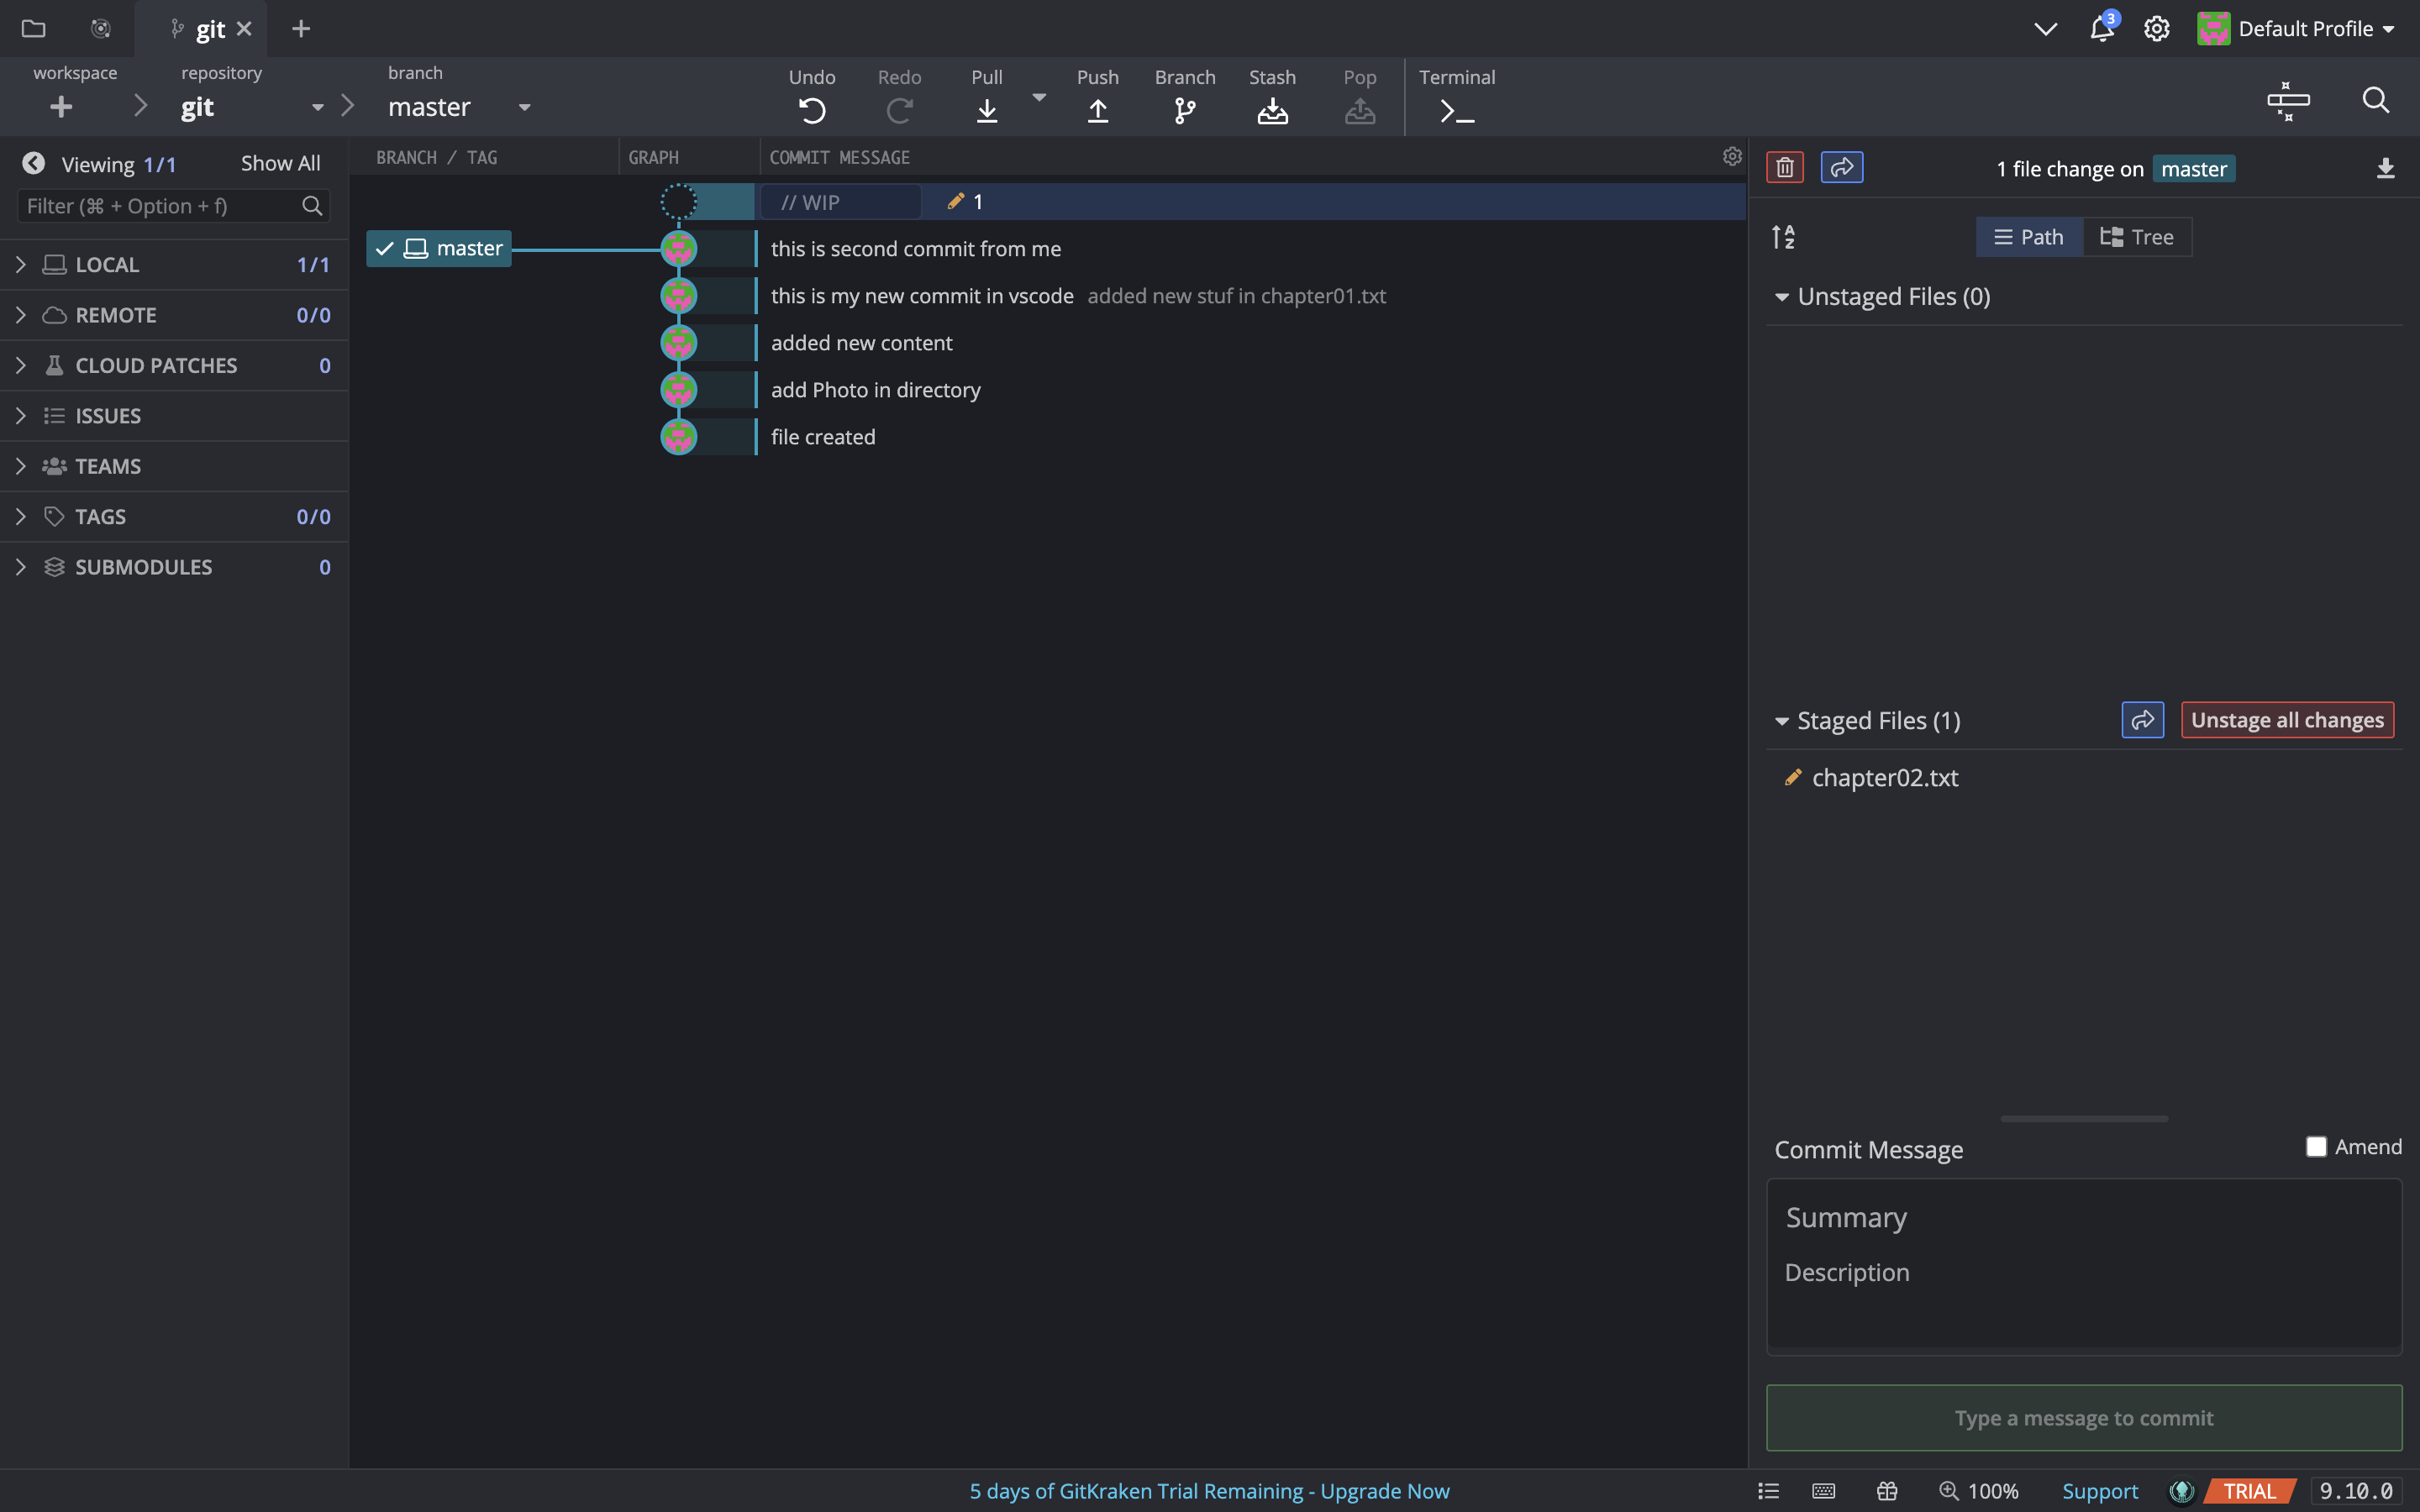 git
3
Default Profile
workspace
repository
git
branch
master
Undo
Redo
Pull
Push
Branch
Stash
Pop
Terminal
Viewing 1/1
Show All
Filter (⌘ + Option + f)
LOCAL 1/1
REMOTE 0/0
CLOUD PATCHES 0
ISSUES
TEAMS
TAGS 0/0
SUBMODULES 0
BRANCH / TAG
GRAPH
COMMIT MESSAGE
// WIP
1
master
this is second commit from me
this is my new commit in vscode added new stuf in chapter01.txt
added new content
add Photo in directory
file created
1 file change on master
A
Z
Path
Tree
Unstaged Files (0)
Staged Files (1)
Unstage all changes
chapter02.txt
Commit Message
Amend
Summary
Description
Type a message to commit
5 days of GitKraken Trial Remaining - Upgrade Now
100%
Support
TRIAL
9.10.0